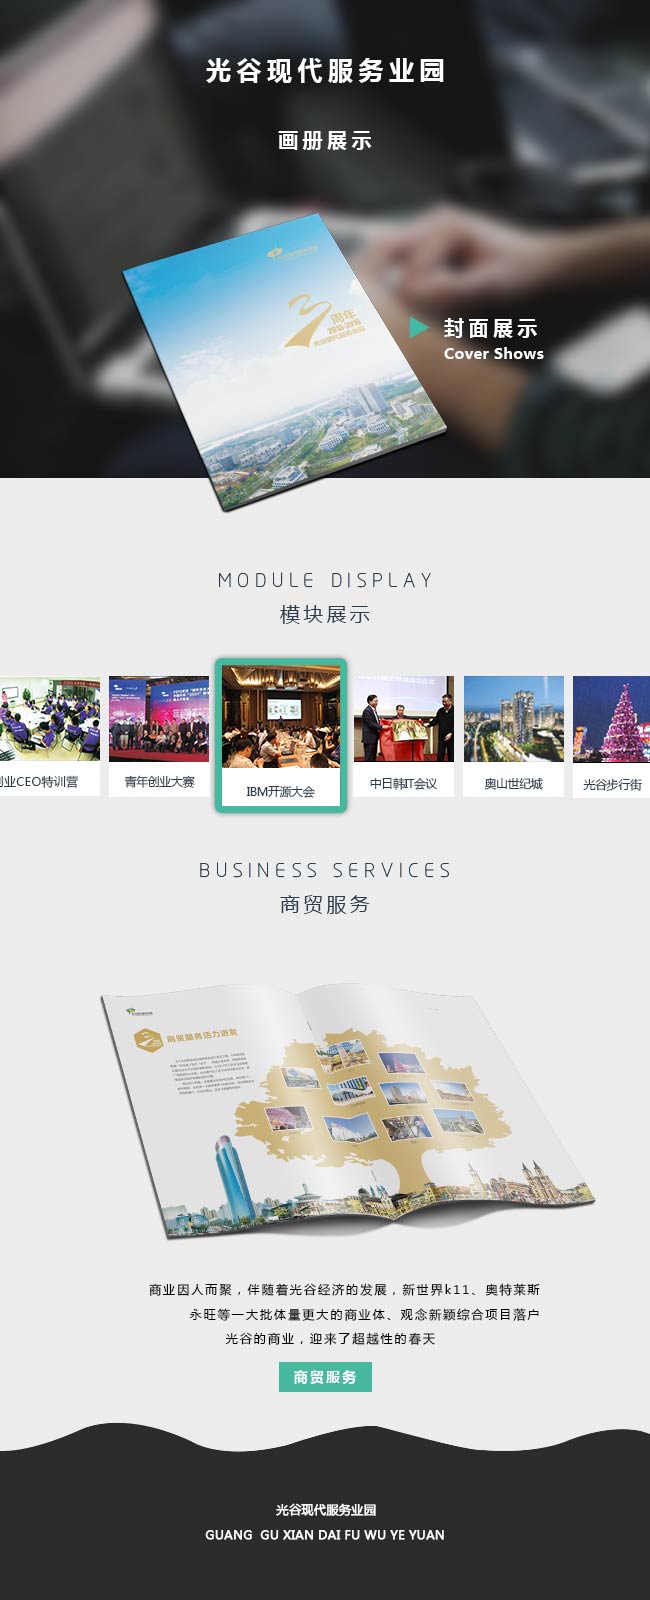 光谷现代服务业园
画册展示
周年
2013-2016
光谷现代服务业园
封面展示
Cover Shows
MODULE DISPLAY
模块展示
业CEO特训营
青年创业大赛
IBM开源大会
中日韩IT会议
奥山世纪城
光谷步行街
BUSINESS SERVICES
商贸服务
商贸服务活力迸发
商业因人而聚，伴随着光谷经济的发展，新世界k11、奥特莱斯
永旺等一大批体量更大的商业体、观念新颖综合项目落户
光谷的商业，迎来了超越性的春天
商贸服务
光谷现代服务业园
GUANG GU XIAN DAI FU WU YE YUAN